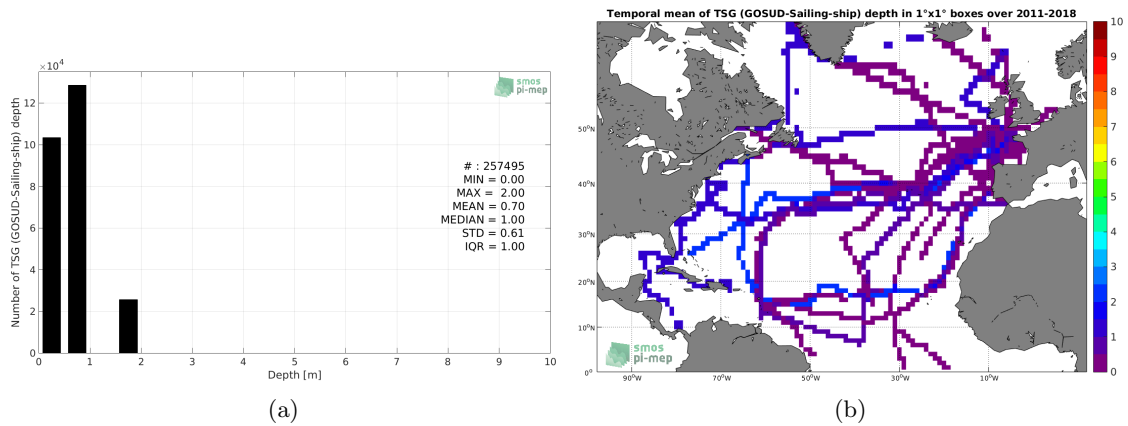 ×10⁴
12
10
8
6
4
2
0
Number of TSG (GOSUD-Sailing-ship) depth
smos
pi-mep
# : 257495
MIN = 0.00
MAX = 2.00
MEAN = 0.70
MEDIAN = 1.00
STD = 0.61
IQR = 1.00
0 1 2 3 4 5 6 7 8 9 10
Depth [m]
(a)
Temporal mean of TSG (GOSUD-Sailing-ship) depth in 1°x1° boxes over 2011-2018
50°N
40°N
30°N
20°N
10°N
0°
90°W 70°W 50°W 30°W 10°W
smos
pi-mep
10
9
8
7
6
5
4
3
2
1
0
(b)